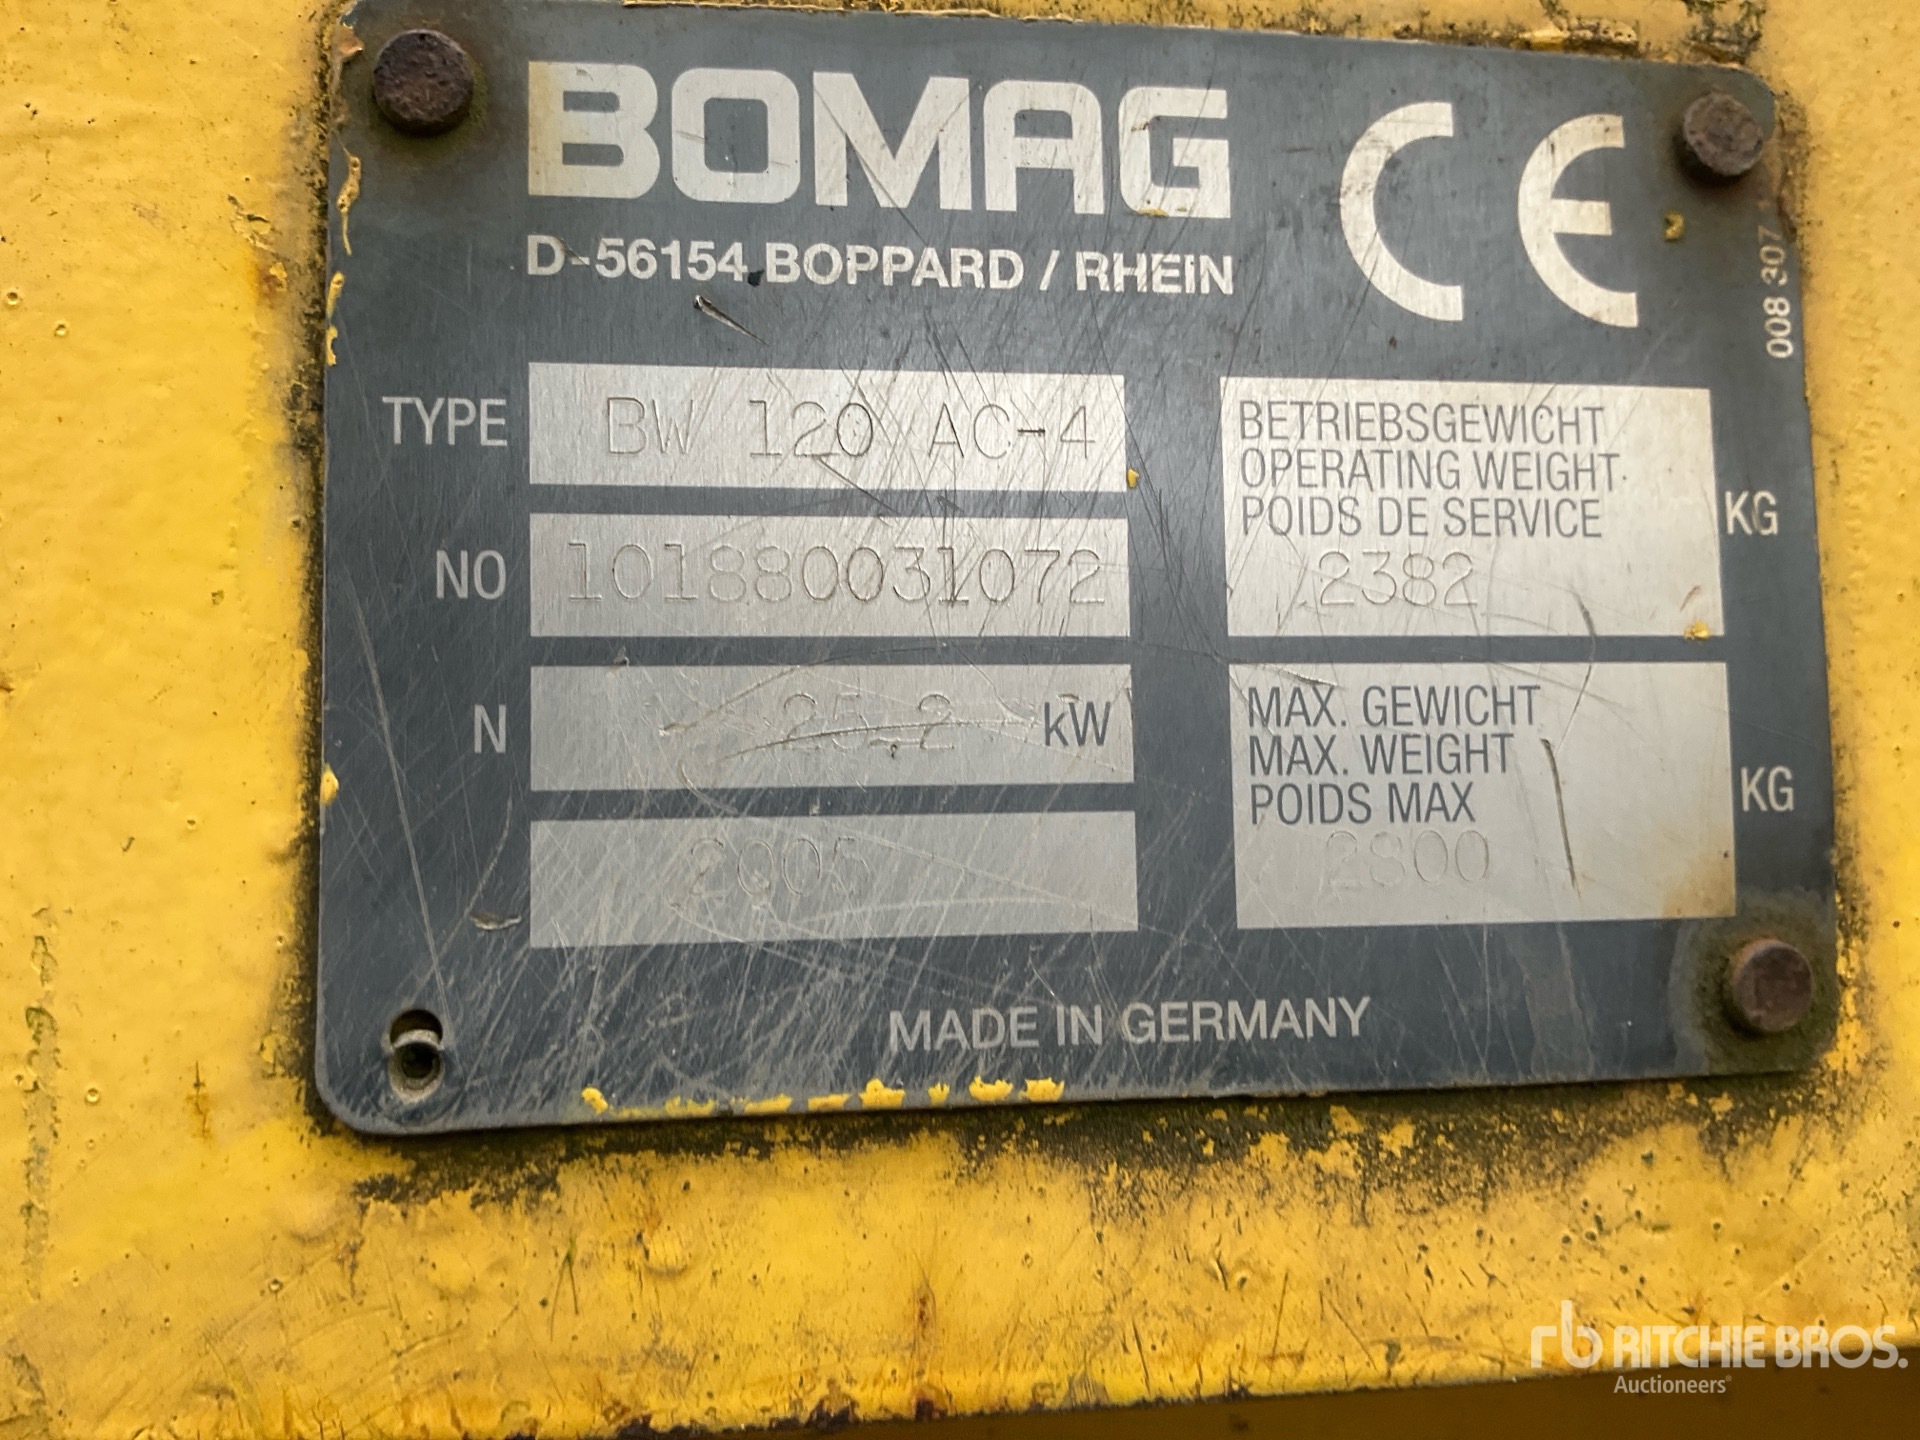 BOMAG
CE
D-56154 BOPPARD / RHEIN
008 307
TYPE BW 120 AC-4
NO 101880031072
N 25.2 kW
2005
BETRIEBSGEWICHT
OPERATING WEIGHT
POIDS DE SERVICE
2382 KG
MAX. GEWICHT
MAX. WEIGHT
POIDS MAX
2800 KG
MADE IN GERMANY
rb RITCHIE BROS.
Auctioneers